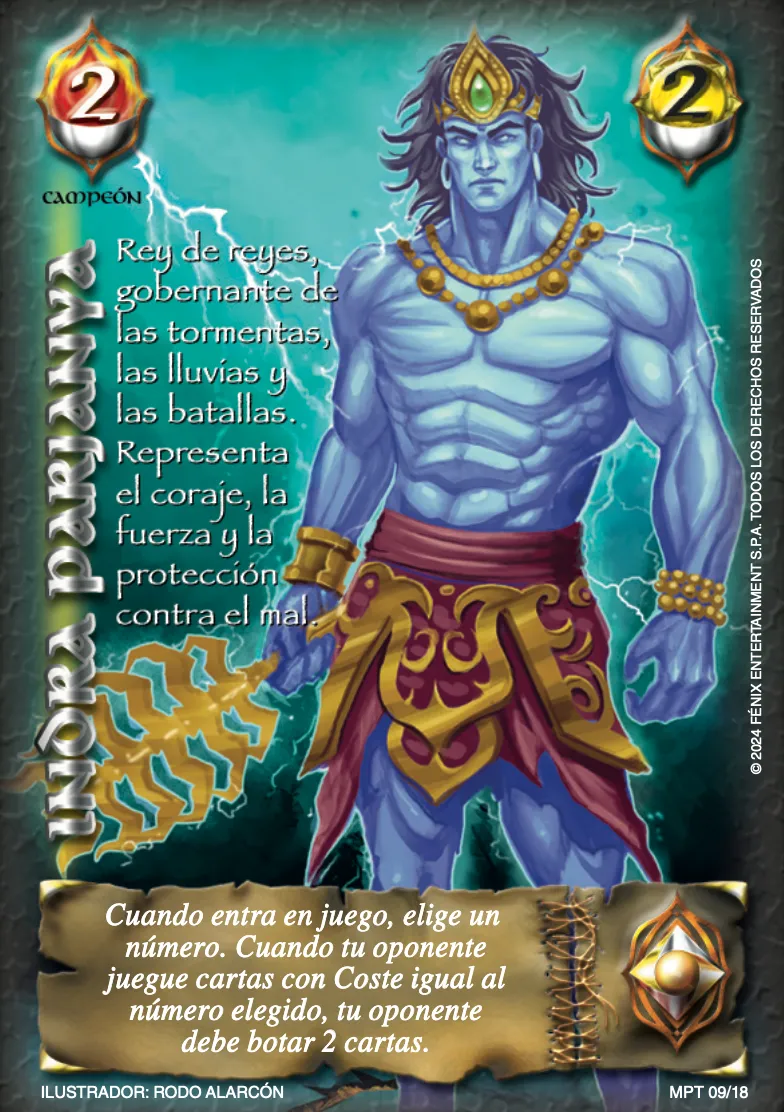 2
2
CAMPEÓN
INDRA PARJANYA
Rey de reyes,
gobernante de
las tormentas,
las lluvias y
las batallas.
Representa
el coraje, la
fuerza y la
protección
contra el mal.
© 2024 FÉNIX ENTERTAINMENT S.P.A. TODOS LOS DERECHOS RESERVADOS
Cuando entra en juego, elige un
número. Cuando tu oponente
juegue cartas con Coste igual al
número elegido, tu oponente
debe botar 2 cartas.
ILUSTRADOR: RODO ALARCÓN
MPT 09/18